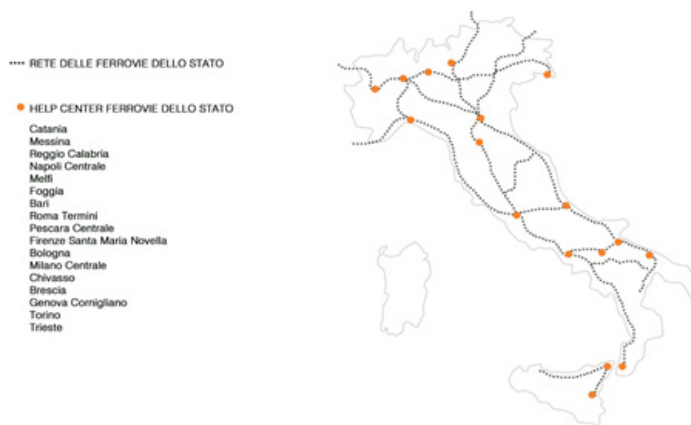 RETE DELLE FERROVIE DELLO STATO
HELP CENTER FERROVIE DELLO STATO
Catania
Messina
Reggio Calabria
Napoli Centrale
Melfi
Foggia
Bari
Roma Termini
Pescara Centrale
Firenze Santa Maria Novella
Bologna
Milano Centrale
Chivasso
Brescia
Genova Cornigliano
Torino
Trieste